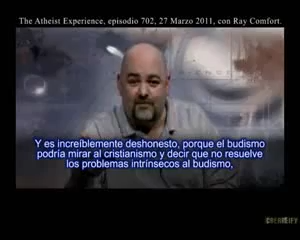 The Atheist Experience, episodio 702, 27 Marzo 2011, con Ray Comfort.
Y es increíblemente deshonesto, porque el budismo
podría mirar al cristianismo y decir que no resuelve
los problemas intrínsecos al budismo,